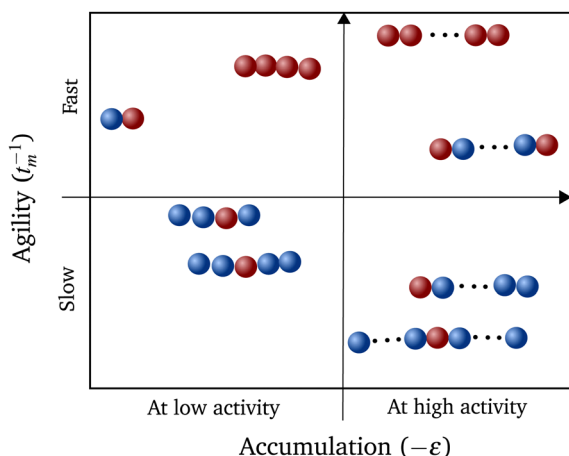 Agility (t_m^{-1})
Fast
Slow
At low activity
At high activity
Accumulation (−ε)